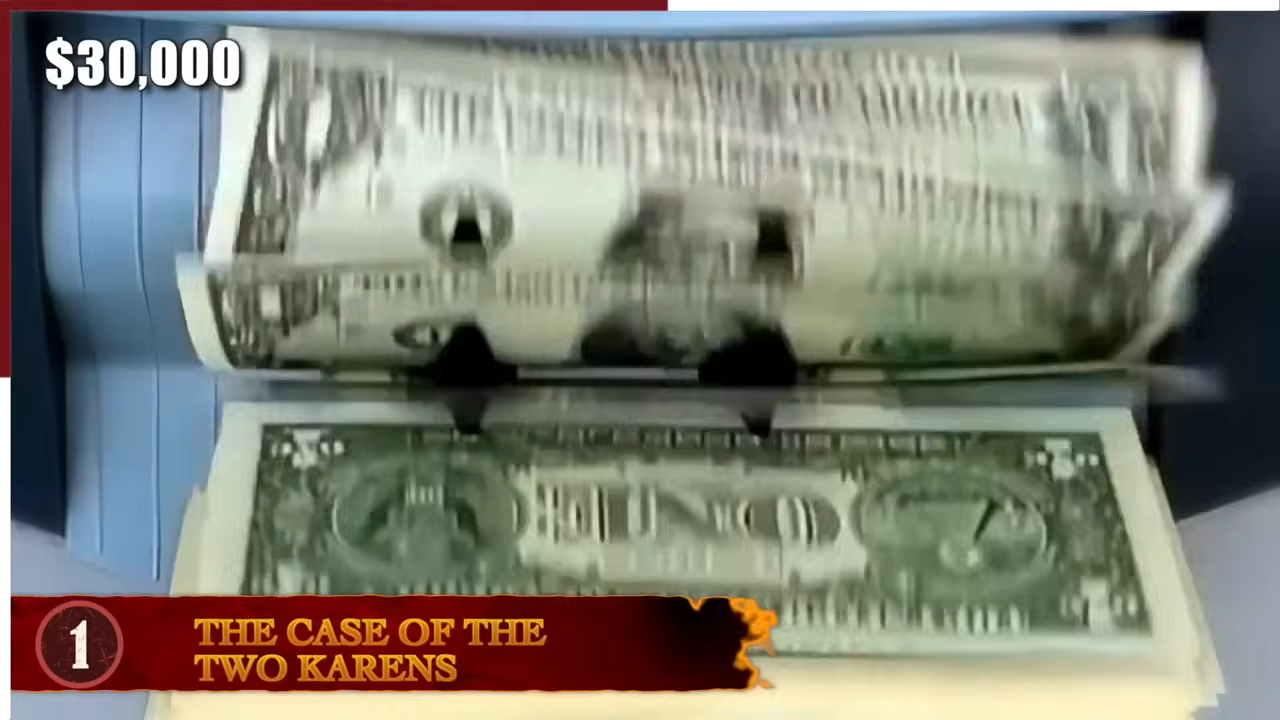 $30,000
1
THE CASE OF THE
TWO KARENS